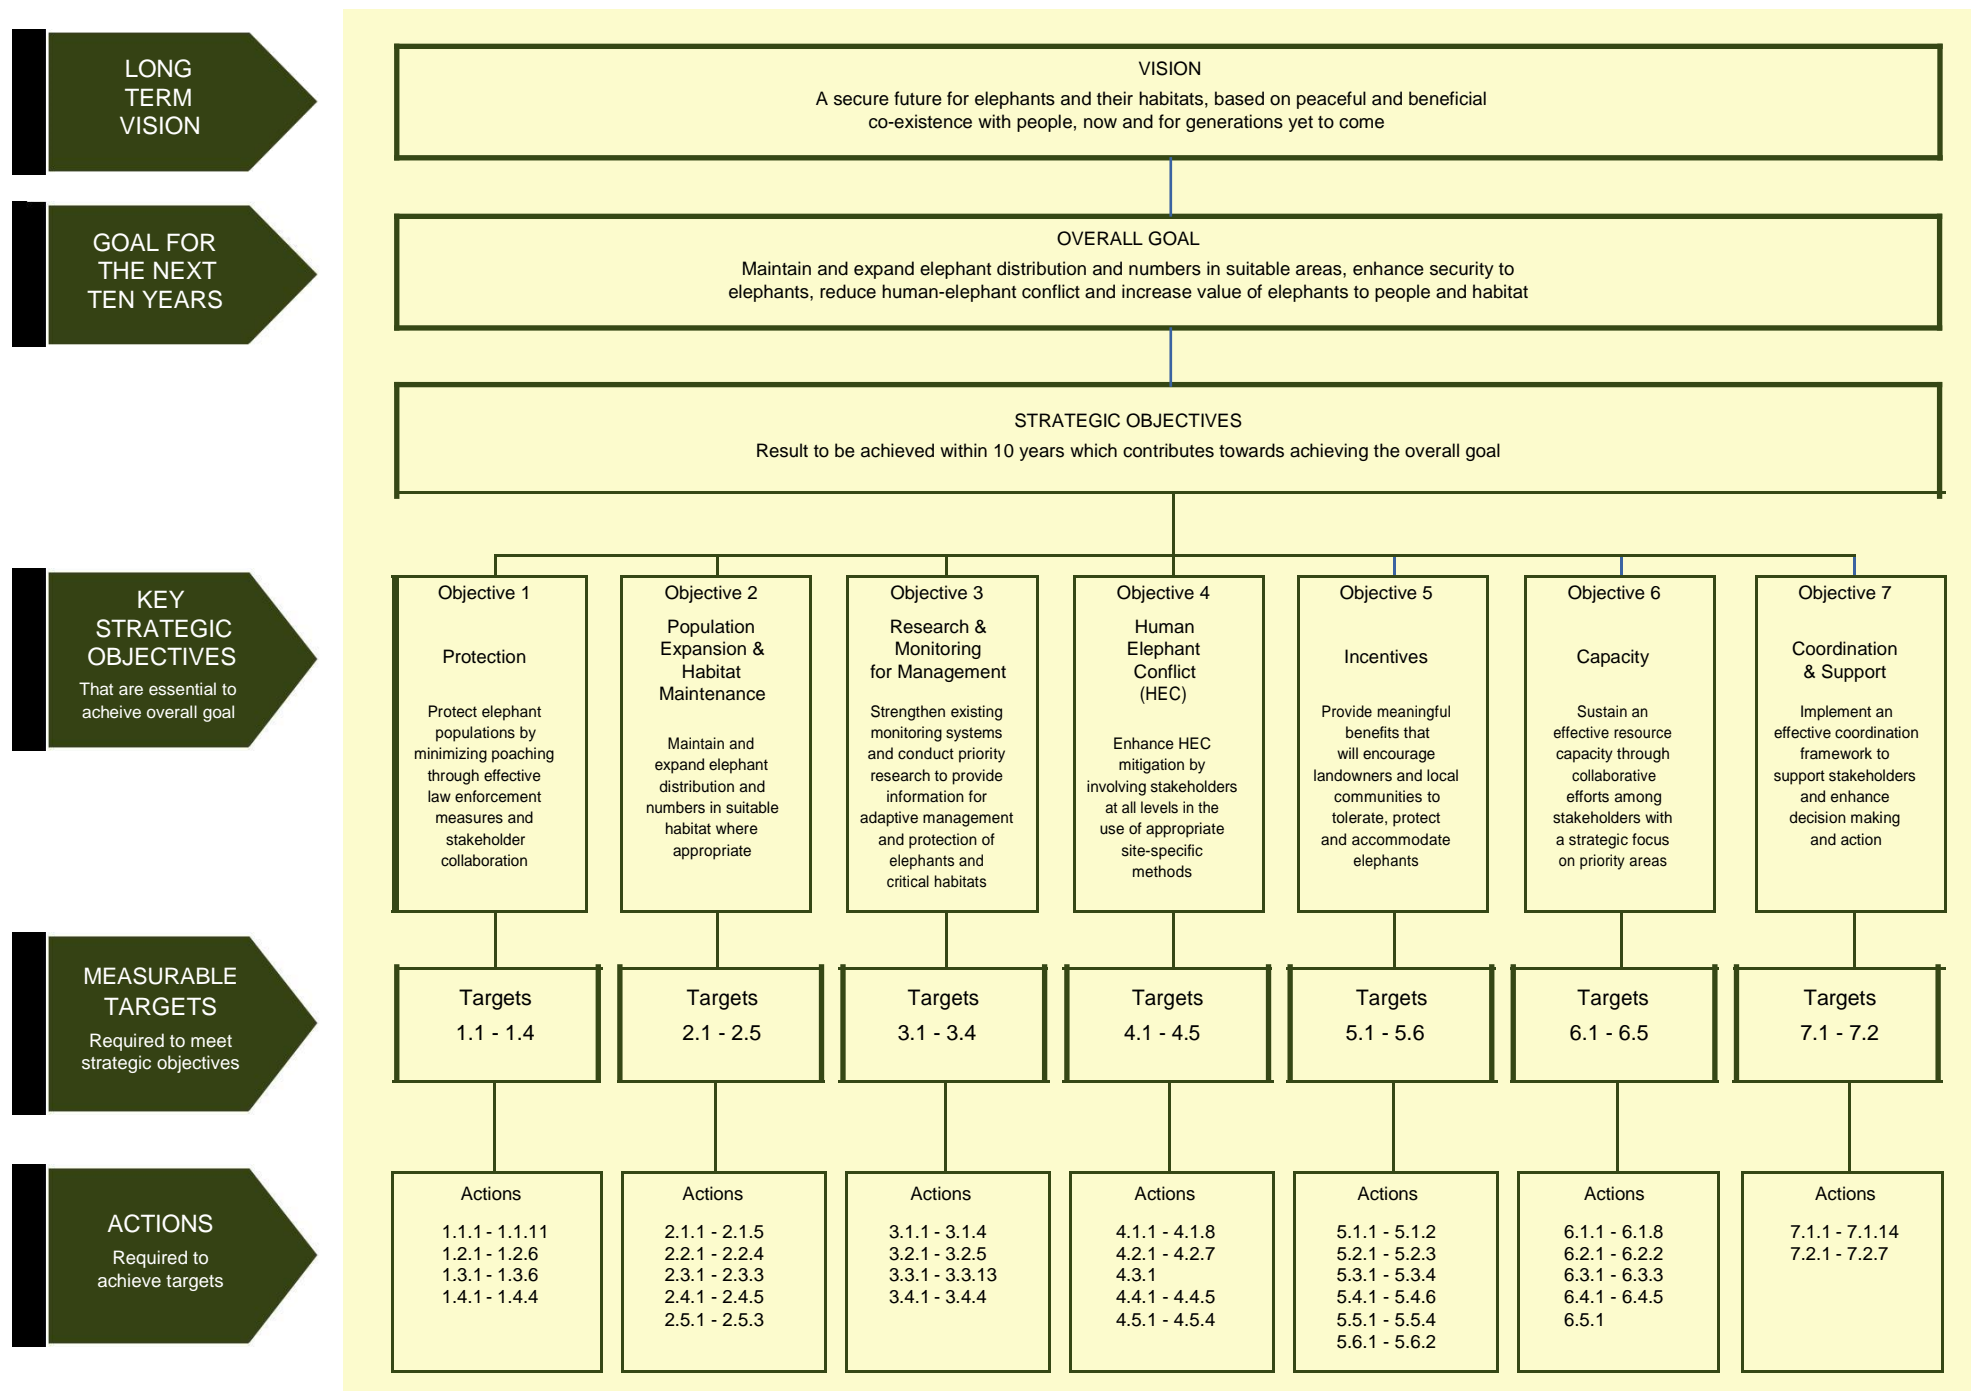 LONG
TERM
VISION
VISION
A secure future for elephants and their habitats, based on peaceful and beneficial
co-existence with people, now and for generations yet to come
GOAL FOR
THE NEXT
TEN YEARS
OVERALL GOAL
Maintain and expand elephant distribution and numbers in suitable areas, enhance security to
elephants, reduce human-elephant conflict and increase value of elephants to people and habitat
STRATEGIC OBJECTIVES
Result to be achieved within 10 years which contributes towards achieving the overall goal
KEY
STRATEGIC
OBJECTIVES
That are essential to
acheive overall goal
Objective 1
Protection
Protect elephant
populations by
minimizing poaching
through effective
law enforcement
measures and
stakeholder
collaboration
Objective 2
Population
Expansion &
Habitat
Maintenance
Maintain and
expand elephant
distribution and
numbers in suitable
habitat where
appropriate
Objective 3
Research &
Monitoring
for Management
Strengthen existing
monitoring systems
and conduct priority
research to provide
information for
adaptive management
and protection of
elephants and
critical habitats
Objective 4
Human
Elephant
Conflict
(HEC)
Enhance HEC
mitigation by
involving stakeholders
at all levels in the
use of appropriate
site-specific
methods
Objective 5
Incentives
Provide meaningful
benefits that
will encourage
landowners and local
communities to
tolerate, protect
and accommodate
elephants
Objective 6
Capacity
Sustain an
effective resource
capacity through
collaborative
efforts among
stakeholders with
a strategic focus
on priority areas
Objective 7
Coordination
& Support
Implement an
effective coordination
framework to
support stakeholders
and enhance
decision making
and action
MEASURABLE
TARGETS
Required to meet
strategic objectives
Targets
1.1 - 1.4
Targets
2.1 - 2.5
Targets
3.1 - 3.4
Targets
4.1 - 4.5
Targets
5.1 - 5.6
Targets
6.1 - 6.5
Targets
7.1 - 7.2
ACTIONS
Required to
achieve targets
Actions
1.1.1 - 1.1.11
1.2.1 - 1.2.6
1.3.1 - 1.3.6
1.4.1 - 1.4.4
Actions
2.1.1 - 2.1.5
2.2.1 - 2.2.4
2.3.1 - 2.3.3
2.4.1 - 2.4.5
2.5.1 - 2.5.3
Actions
3.1.1 - 3.1.4
3.2.1 - 3.2.5
3.3.1 - 3.3.13
3.4.1 - 3.4.4
Actions
4.1.1 - 4.1.8
4.2.1 - 4.2.7
4.3.1
4.4.1 - 4.4.5
4.5.1 - 4.5.4
Actions
5.1.1 - 5.1.2
5.2.1 - 5.2.3
5.3.1 - 5.3.4
5.4.1 - 5.4.6
5.5.1 - 5.5.4
5.6.1 - 5.6.2
Actions
6.1.1 - 6.1.8
6.2.1 - 6.2.2
6.3.1 - 6.3.3
6.4.1 - 6.4.5
6.5.1
Actions
7.1.1 - 7.1.14
7.2.1 - 7.2.7